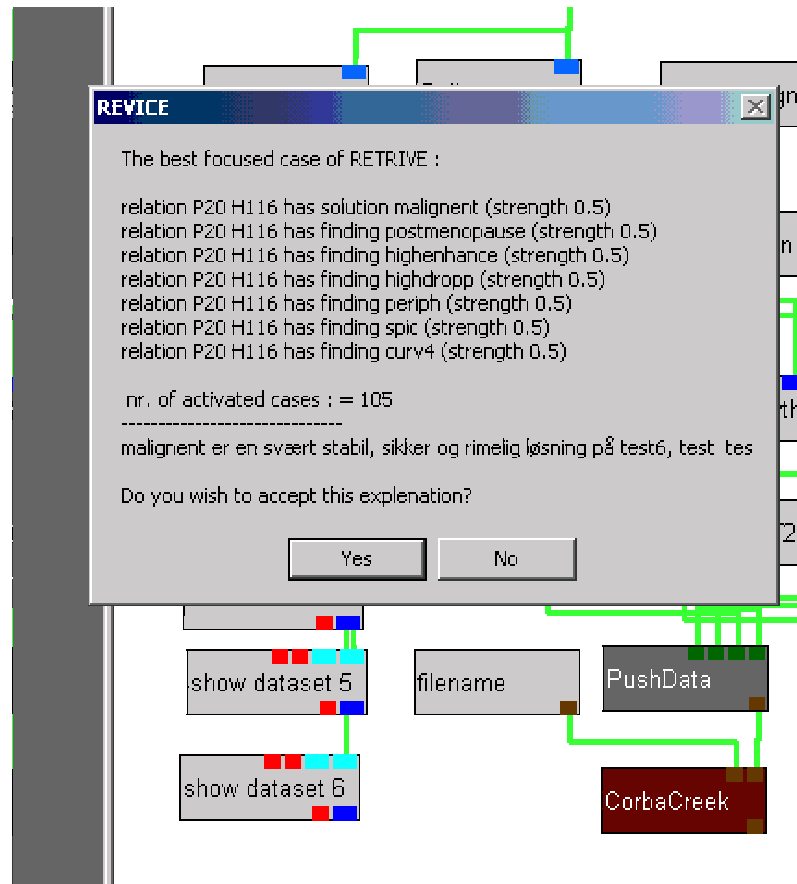 REVICE
The best focused case of RETRIVE :
relation P20 H116 has solution malignent (strength 0.5)
relation P20 H116 has finding postmenopause (strength 0.5)
relation P20 H116 has finding highenhance (strength 0.5)
relation P20 H116 has finding highdropp (strength 0.5)
relation P20 H116 has finding periph (strength 0.5)
relation P20 H116 has finding spic (strength 0.5)
relation P20 H116 has finding curv4 (strength 0.5)
nr. of activated cases : = 105
------------------------------
malignent er en svært stabil, sikker og rimelig løsning på test6, test tes
Do you wish to accept this explenation?
Yes No
show dataset 5 filename PushData
show dataset 6 CorbaCreek